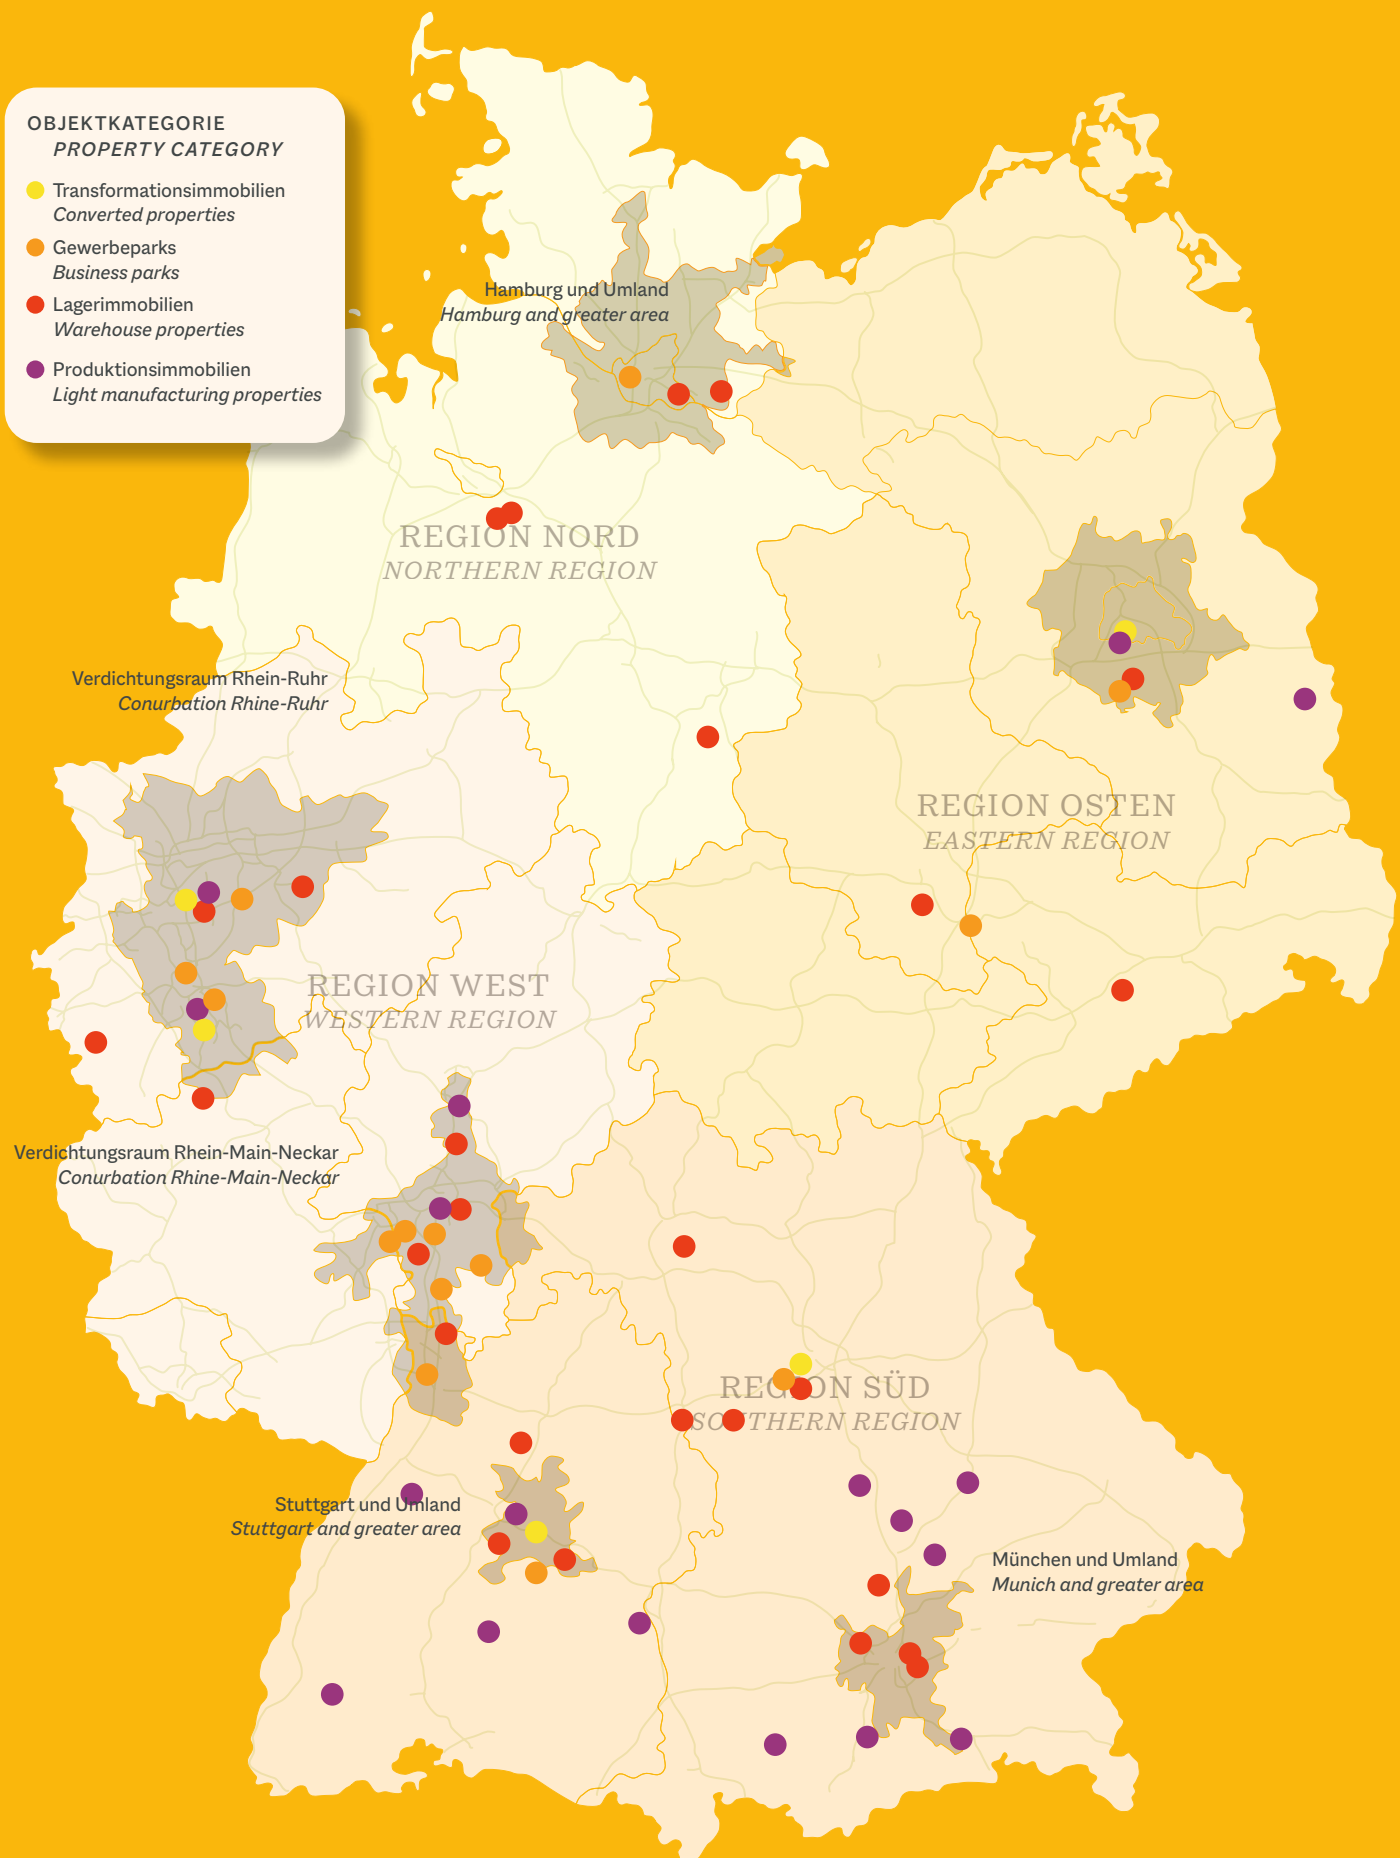 OBJEKTKATEGORIE
PROPERTY CATEGORY
Transformationsimmobilien
Converted properties
Gewerbeparks
Business parks
Lagerimmobilien
Warehouse properties
Produktionsimmobilien
Light manufacturing properties
Hamburg und Umland
Hamburg and greater area
REGION NORD
NORTHERN REGION
Verdichtungsraum Rhein-Ruhr
Conurbation Rhine-Ruhr
REGION OSTEN
EASTERN REGION
REGION WEST
WESTERN REGION
Verdichtungsraum Rhein-Main-Neckar
Conurbation Rhine-Main-Neckar
REGION SÜD
SOUTHERN REGION
Stuttgart und Umland
Stuttgart and greater area
München und Umland
Munich and greater area